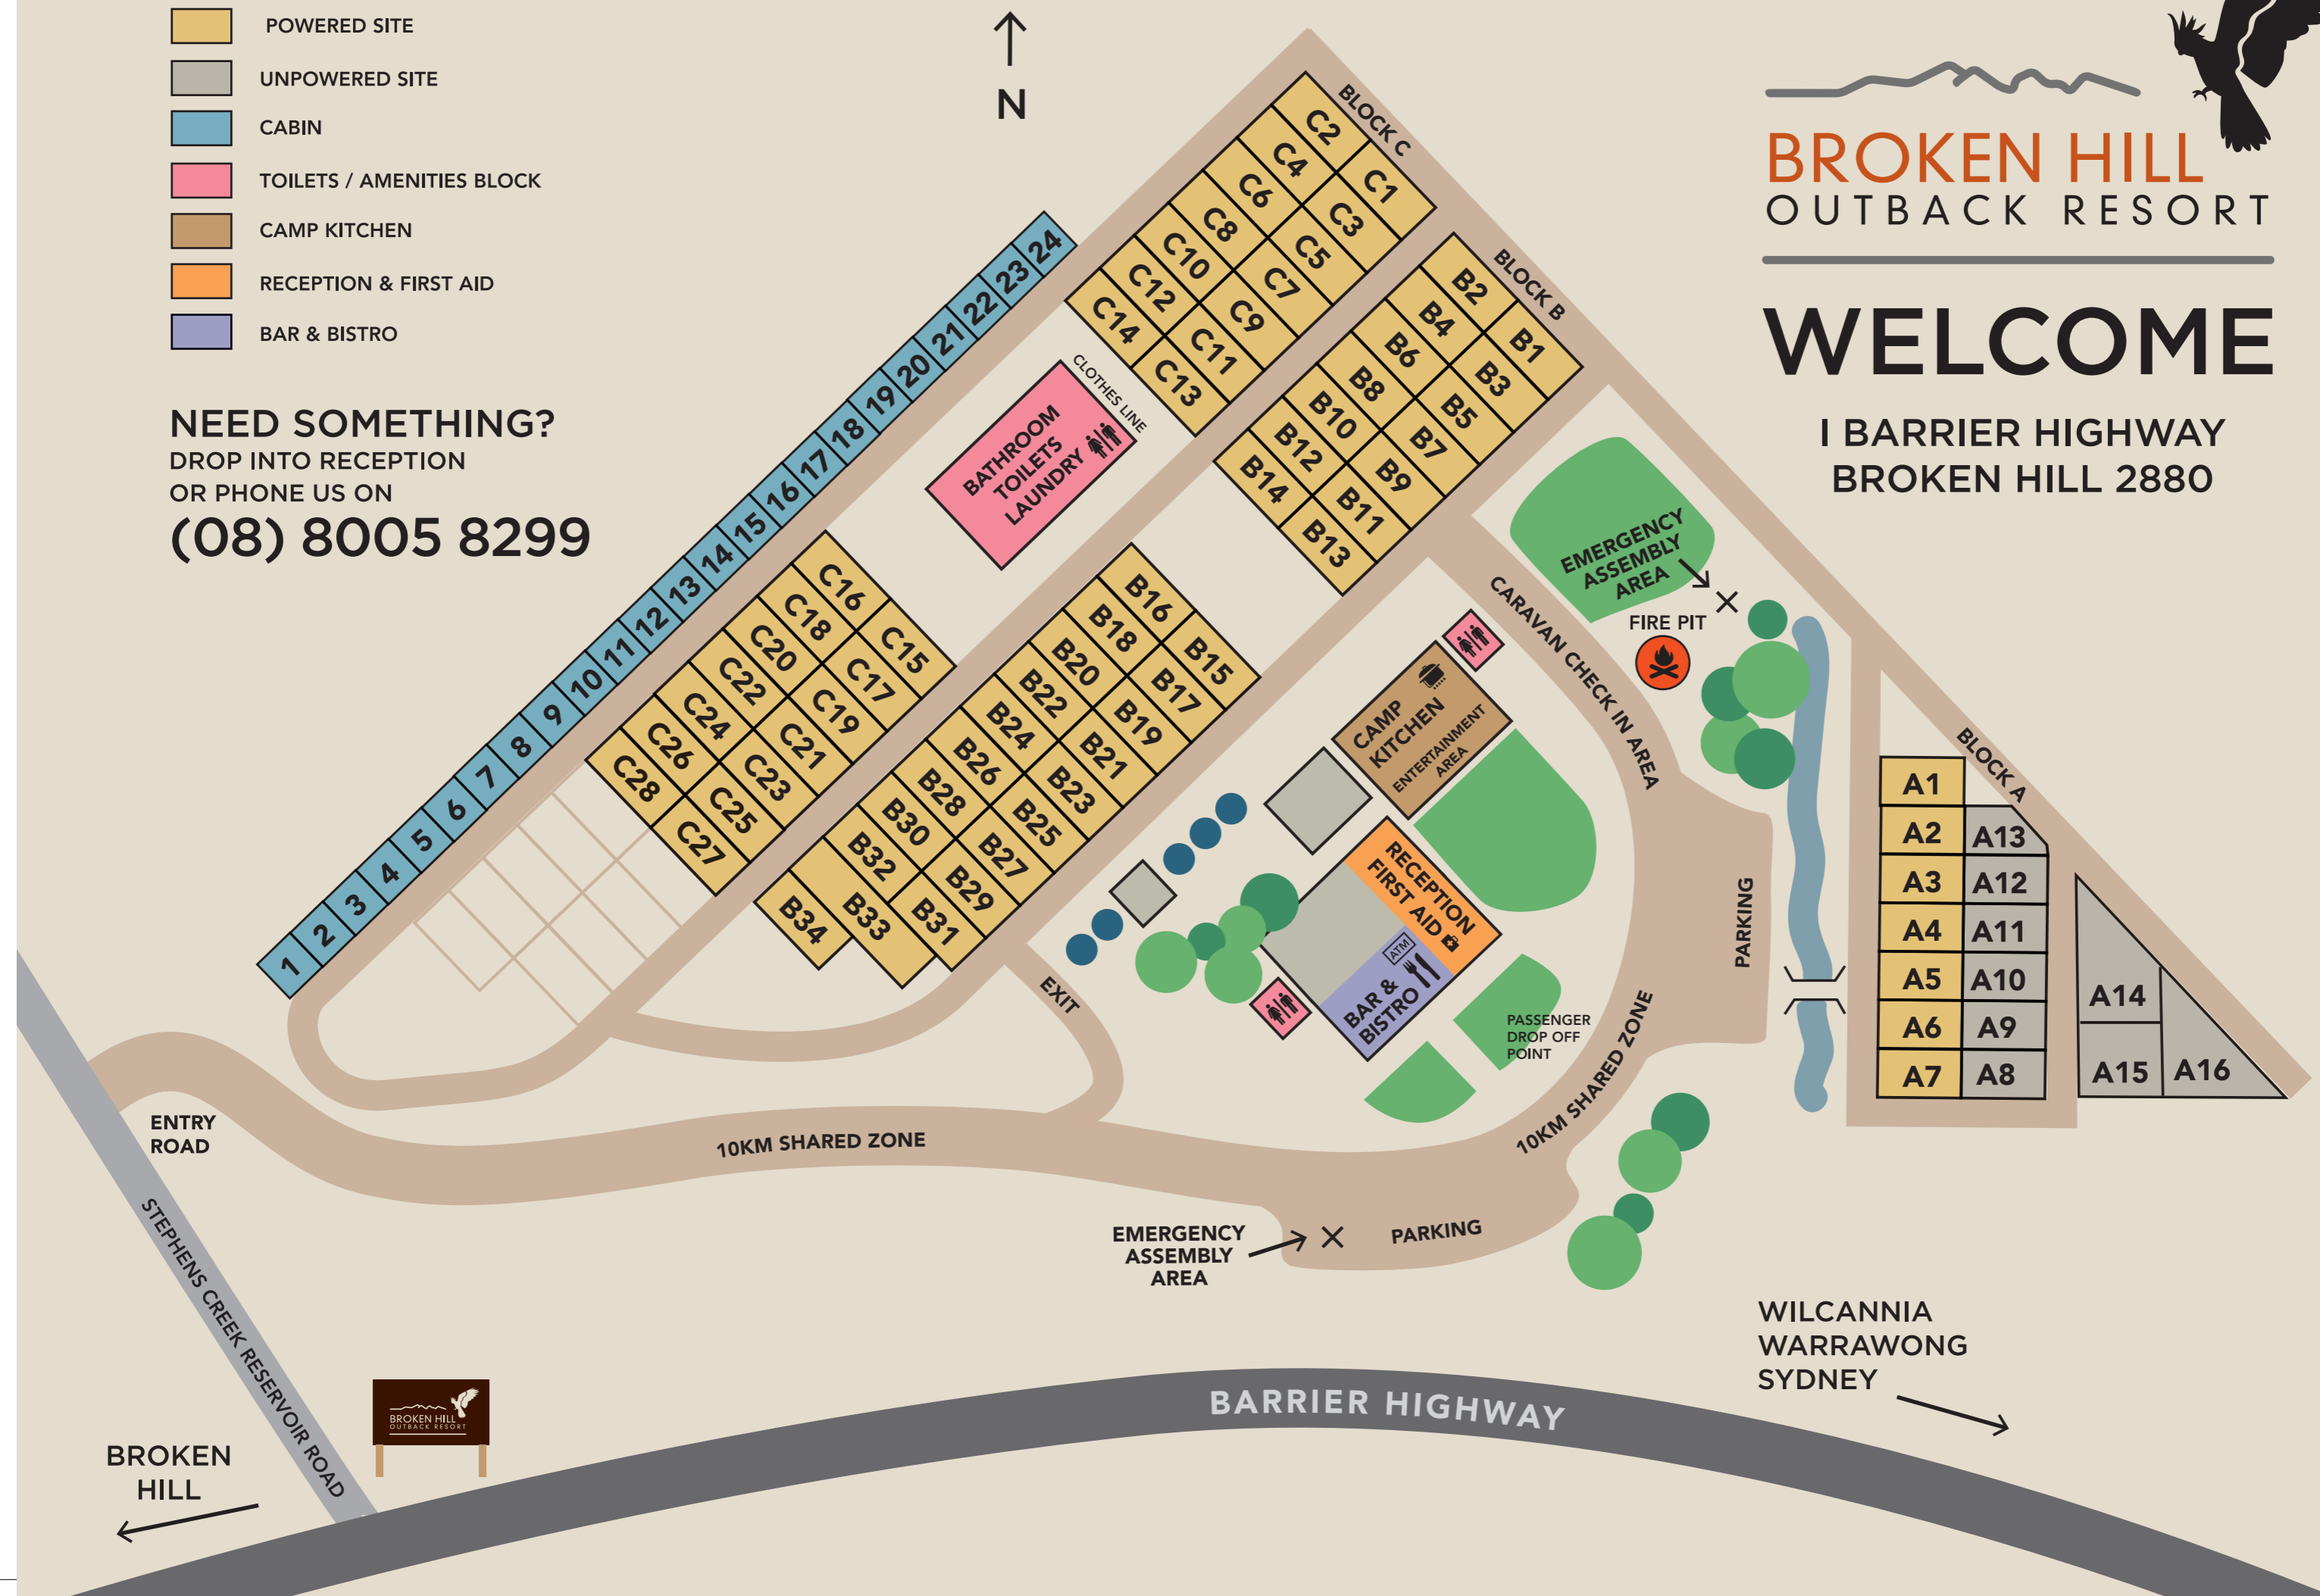 POWERED SITE
UNPOWERED SITE
CABIN
TOILETS / AMENITIES BLOCK
CAMP KITCHEN
RECEPTION & FIRST AID
BAR & BISTRO
NEED SOMETHING?
DROP INTO RECEPTION
OR PHONE US ON
(08) 8005 8299
N
BROKEN HILL
OUTBACK RESORT
WELCOME
1 BARRIER HIGHWAY
BROKEN HILL 2880
BLOCK C
C2
C1
C4
C3
C6
C5
C8
C7
C10
C9
C12
C11
C14
C13
BLOCK B
B2
B1
B4
B3
B6
B5
B8
B7
B10
B9
B12
B11
B14
B13
24
23
22
21
20
19
18
17
16
15
14
13
12
11
10
9
8
7
6
5
4
3
2
1
CLOTHES LINE
BATHROOM
TOILETS
LAUNDRY
C16
C15
C18
C17
C20
C19
C22
C21
C24
C23
C26
C25
C28
C27
B16
B15
B18
B17
B20
B19
B22
B21
B24
B23
B26
B25
B28
B27
B30
B29
B32
B31
B34
B33
EMERGENCY
ASSEMBLY
AREA
FIRE PIT
CARAVAN CHECK IN AREA
CAMP
KITCHEN
ENTERTAINMENT
AREA
RECEPTION
FIRST AID
ATM
BAR &
BISTRO
PASSENGER
DROP OFF
POINT
PARKING
BLOCK A
A1
A2
A13
A3
A12
A4
A11
A5
A10
A6
A9
A7
A8
A14
A15
A16
EXIT
ENTRY
ROAD
10KM SHARED ZONE
10KM SHARED ZONE
EMERGENCY
ASSEMBLY
AREA
PARKING
STEPHENS CREEK RESERVOIR ROAD
BROKEN HILL
OUTBACK RESORT
BROKEN
HILL
BARRIER HIGHWAY
WILCANNIA
WARRAWONG
SYDNEY